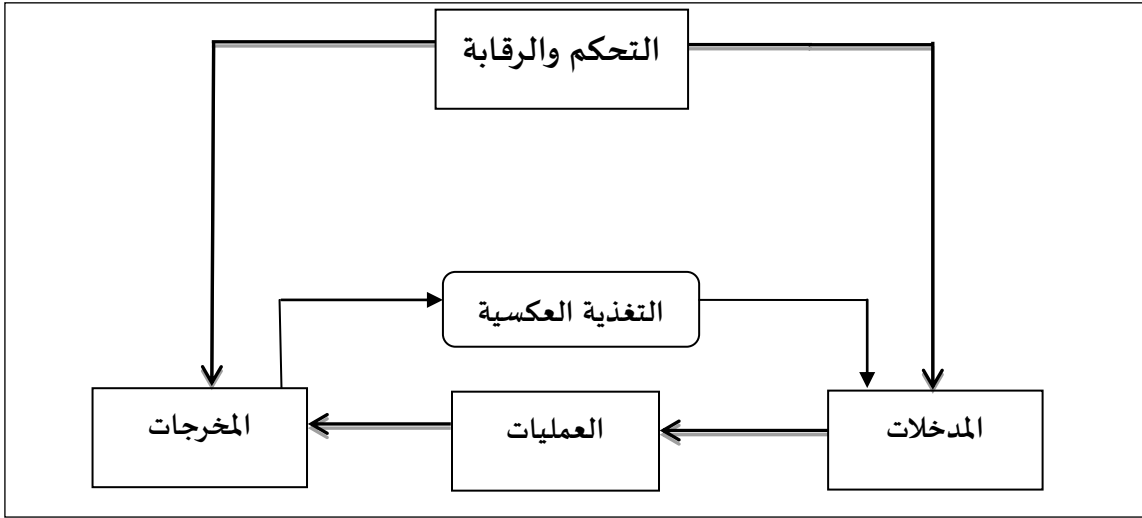 التحكم والرقابة
التغذية العكسية
المدخلات
العمليات
المخرجات